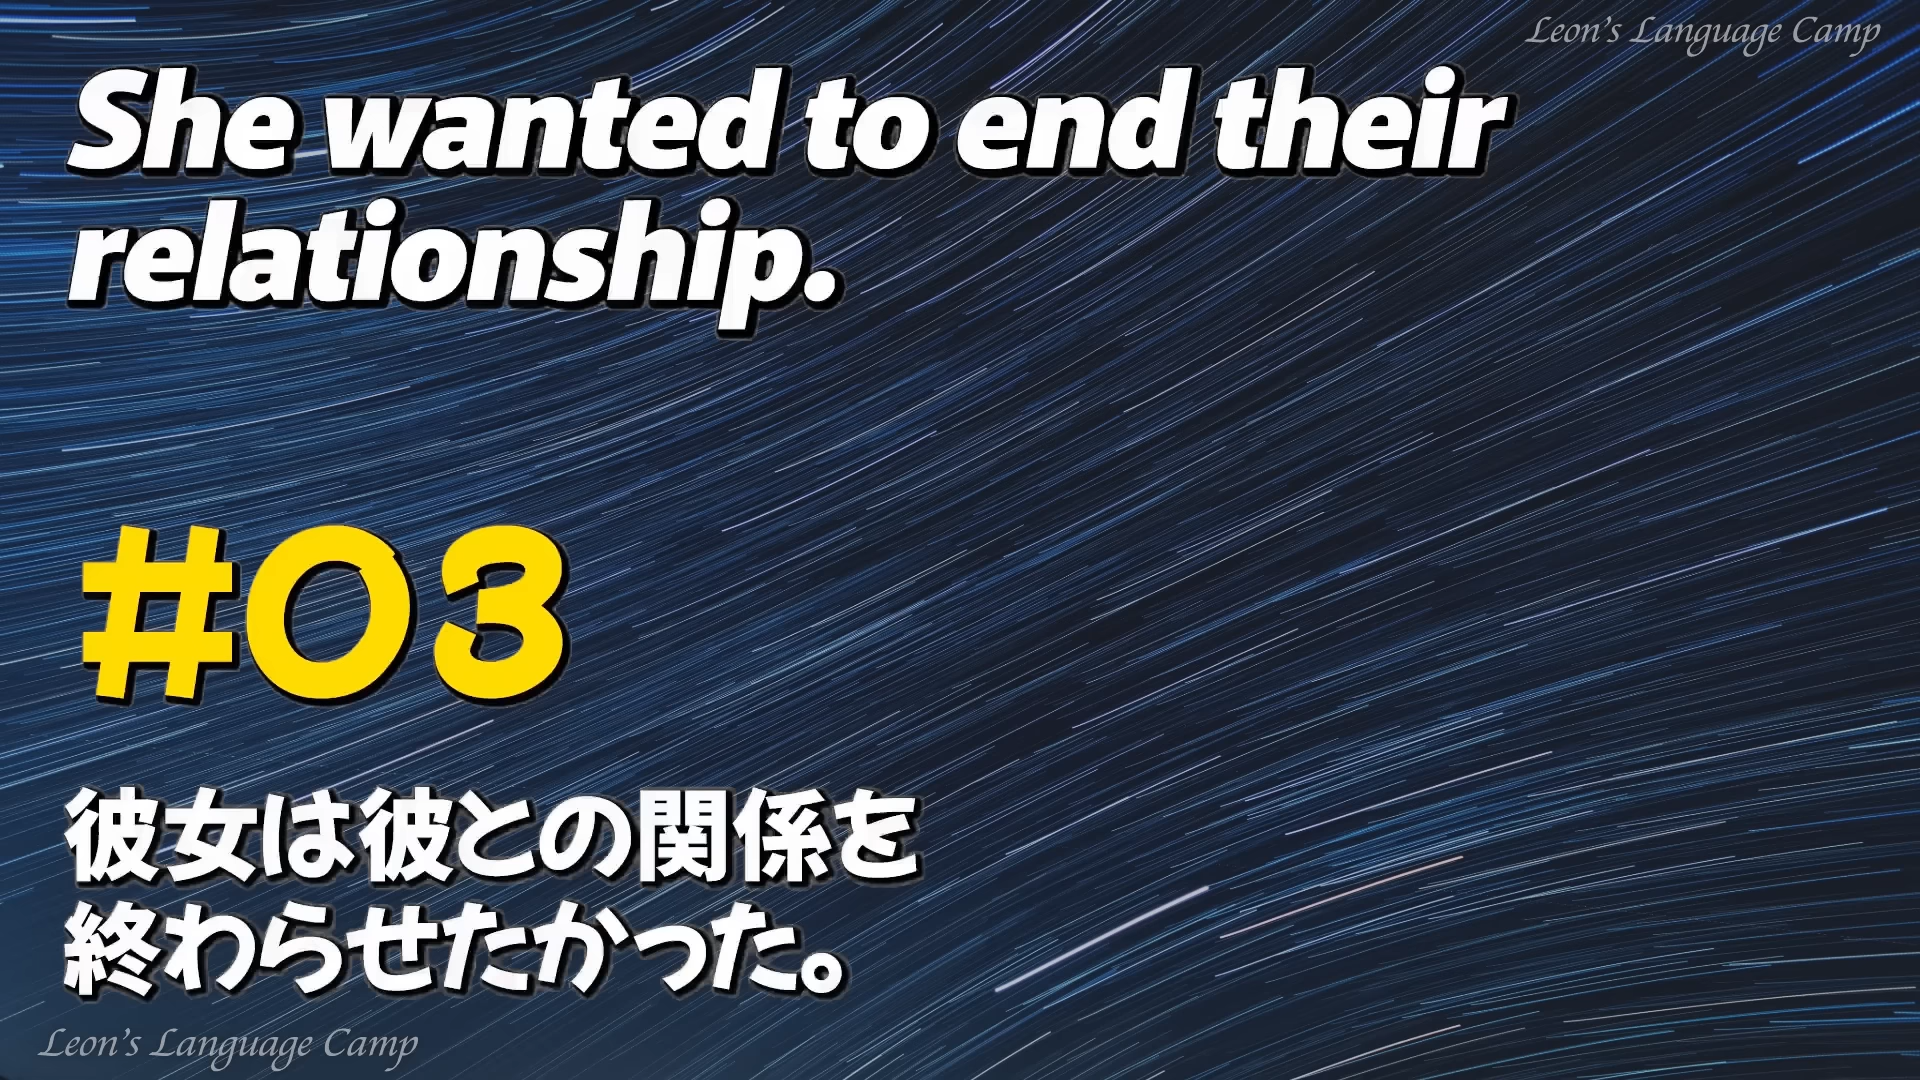 Leon's Language Camp
She wanted to end their
relationship.
#03
彼女は彼との関係を
終わらせたかった。
Leon's Language Camp